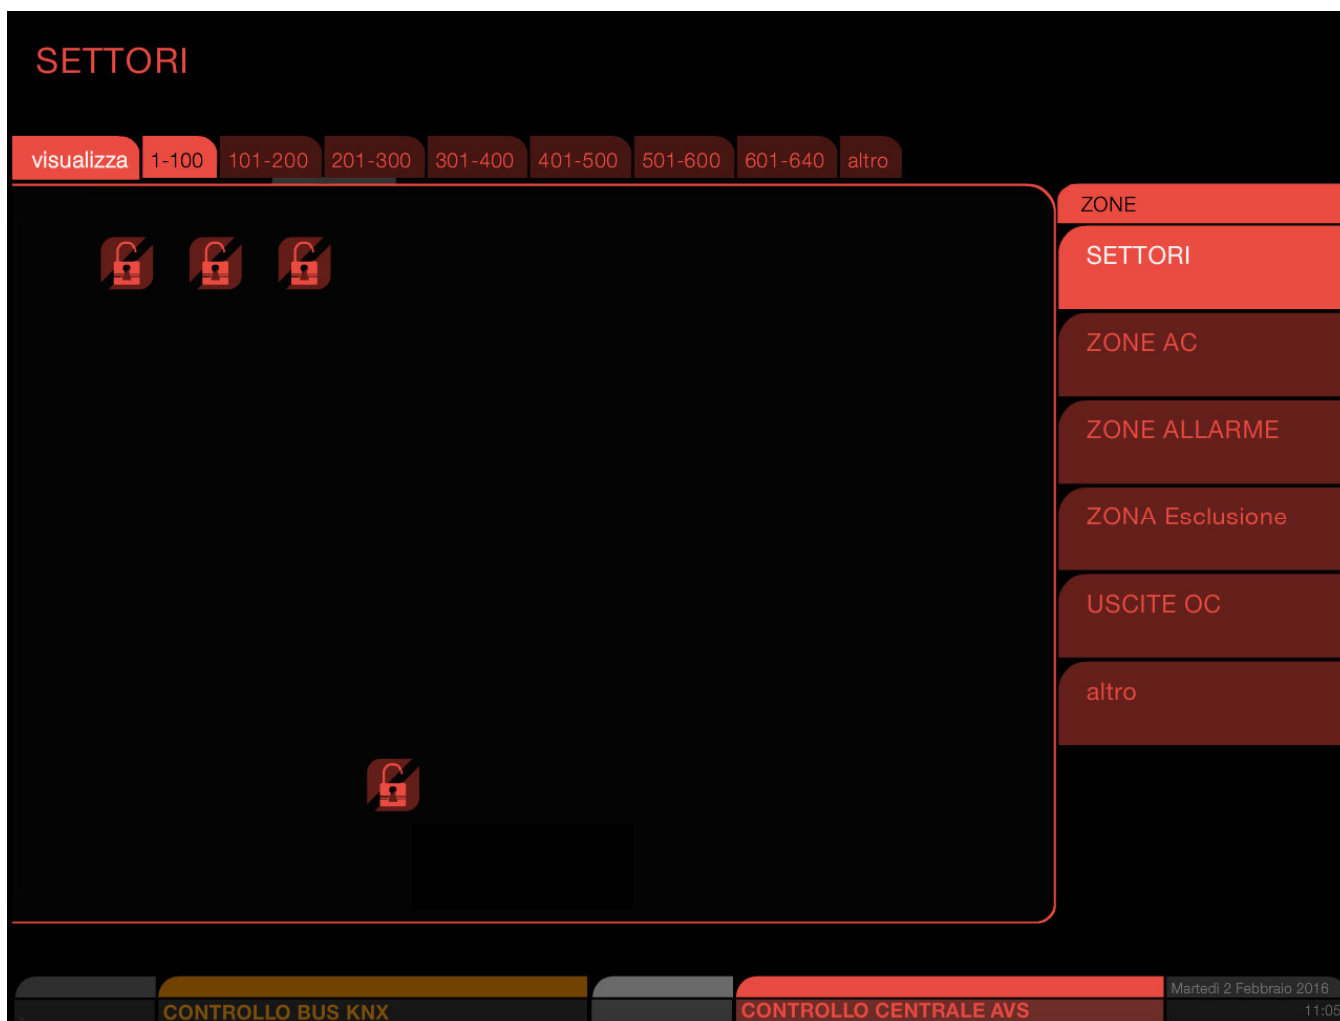 SETTORI
visualizza 1-100 101-200 201-300 301-400 401-500 501-600 601-640 altro
ZONE
SETTORI
ZONE AC
ZONE ALLARME
ZONA Esclusione
USCITE OC
altro
Martedì 2 Febbraio 2016
CONTROLLO BUS KNX CONTROLLO CENTRALE AVS 11:05